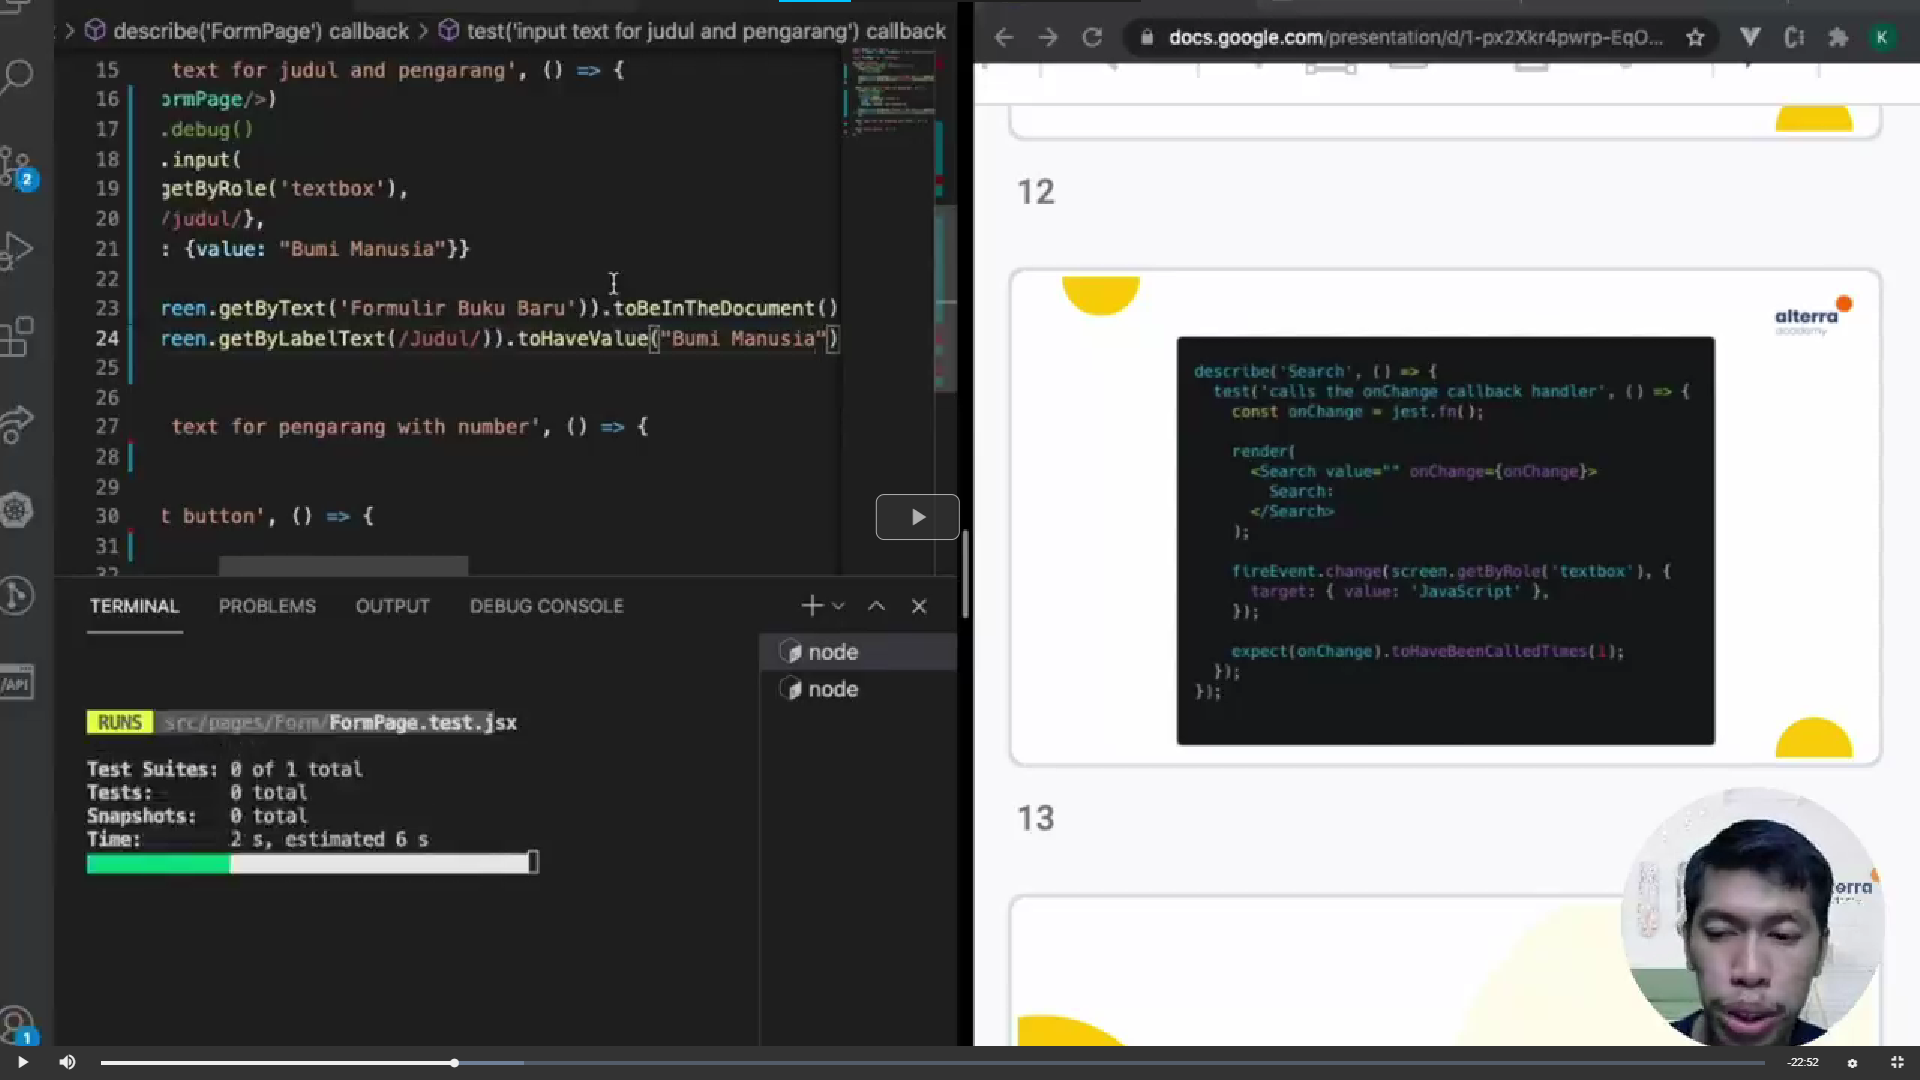 describe('FormPage') callback > test('input text for judul and pengarang') callback
15 text for judul and pengarang', () => {
16 ormPage/>)
17 .debug()
18 .input(
19 getByRole('textbox'),
20 /judul/},
21 : {value: "Bumi Manusia"}}
22
23 reen.getByText('Formulir Buku Baru')).toBeInTheDocument()
24 reen.getByLabelText(/Judul/)).toHaveValue("Bumi Manusia")
25
26
27 text for pengarang with number', () => {
28
29
30 t button', () => {
31
32
2
/API
1
TERMINAL PROBLEMS OUTPUT DEBUG CONSOLE
node
node
RUNS src/pages/Form/FormPage.test.jsx
Test Suites: 0 of 1 total
Tests: 0 total
Snapshots: 0 total
Time: 2 s, estimated 6 s
docs.google.com/presentation/d/1-px2Xkr4pwrp-EqO...
K
12
alterra
academy
describe('Search', () => {
test('calls the onChange callback handler', () => {
const onChange = jest.fn();
render(
<Search value="" onChange={onChange}>
Search:
</Search>
);
fireEvent.change(screen.getByRole('textbox'), {
target: { value: 'JavaScript' },
});
expect(onChange).toHaveBeenCalledTimes(1);
});
});
13
erra
-22:52